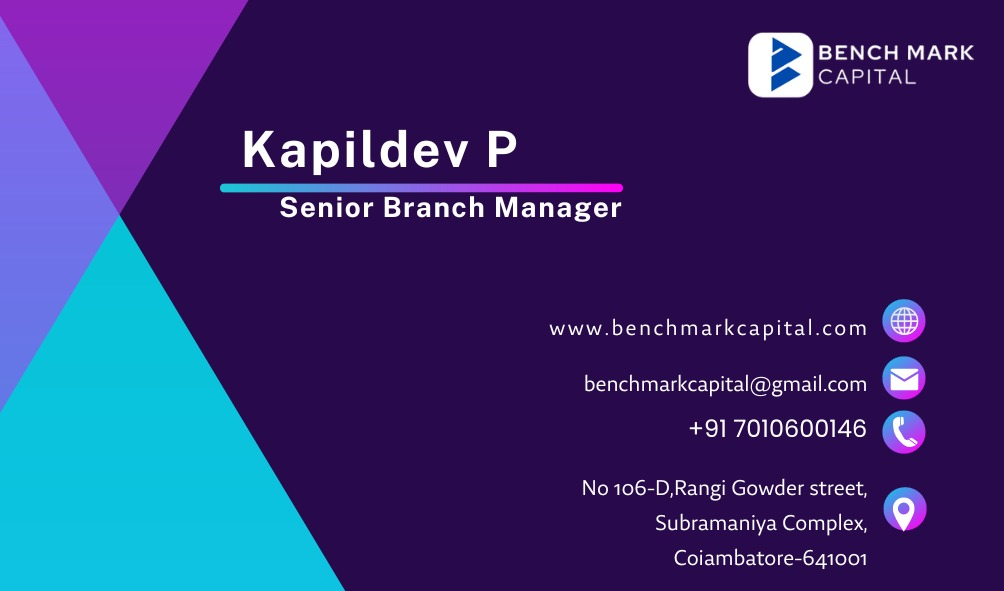 BENCH MARK
CAPITAL
Kapildev P
Senior Branch Manager
www.benchmarkcapital.com
benchmarkcapital@gmail.com
+91 7010600146
No 106-D,Rangi Gowder street,
Subramaniya Complex,
Coiambatore-641001